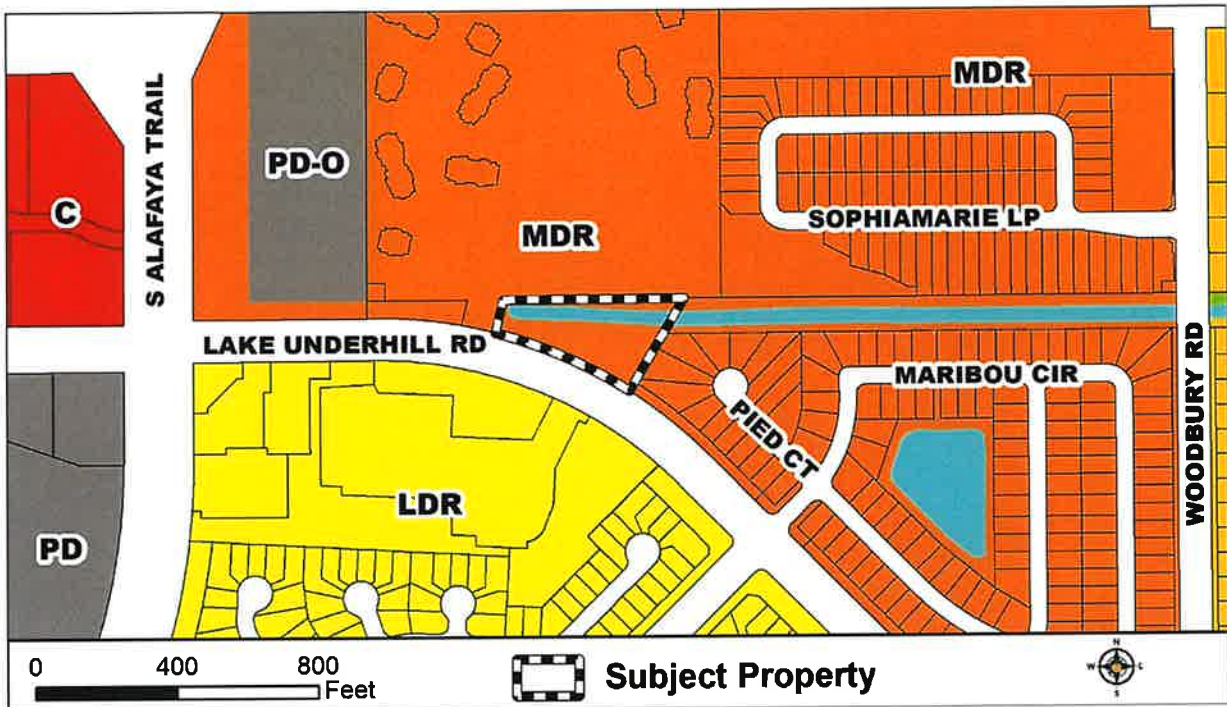 MDR
PD-O
S ALAFAYA TRAIL
C
SOPHIAMARIE LP
MDR
LAKE UNDERHILL RD
MARIBOU CIR
WOODBURY RD
PIED CT
LDR
PD
0 400 800
Feet
Subject Property
N
W
S